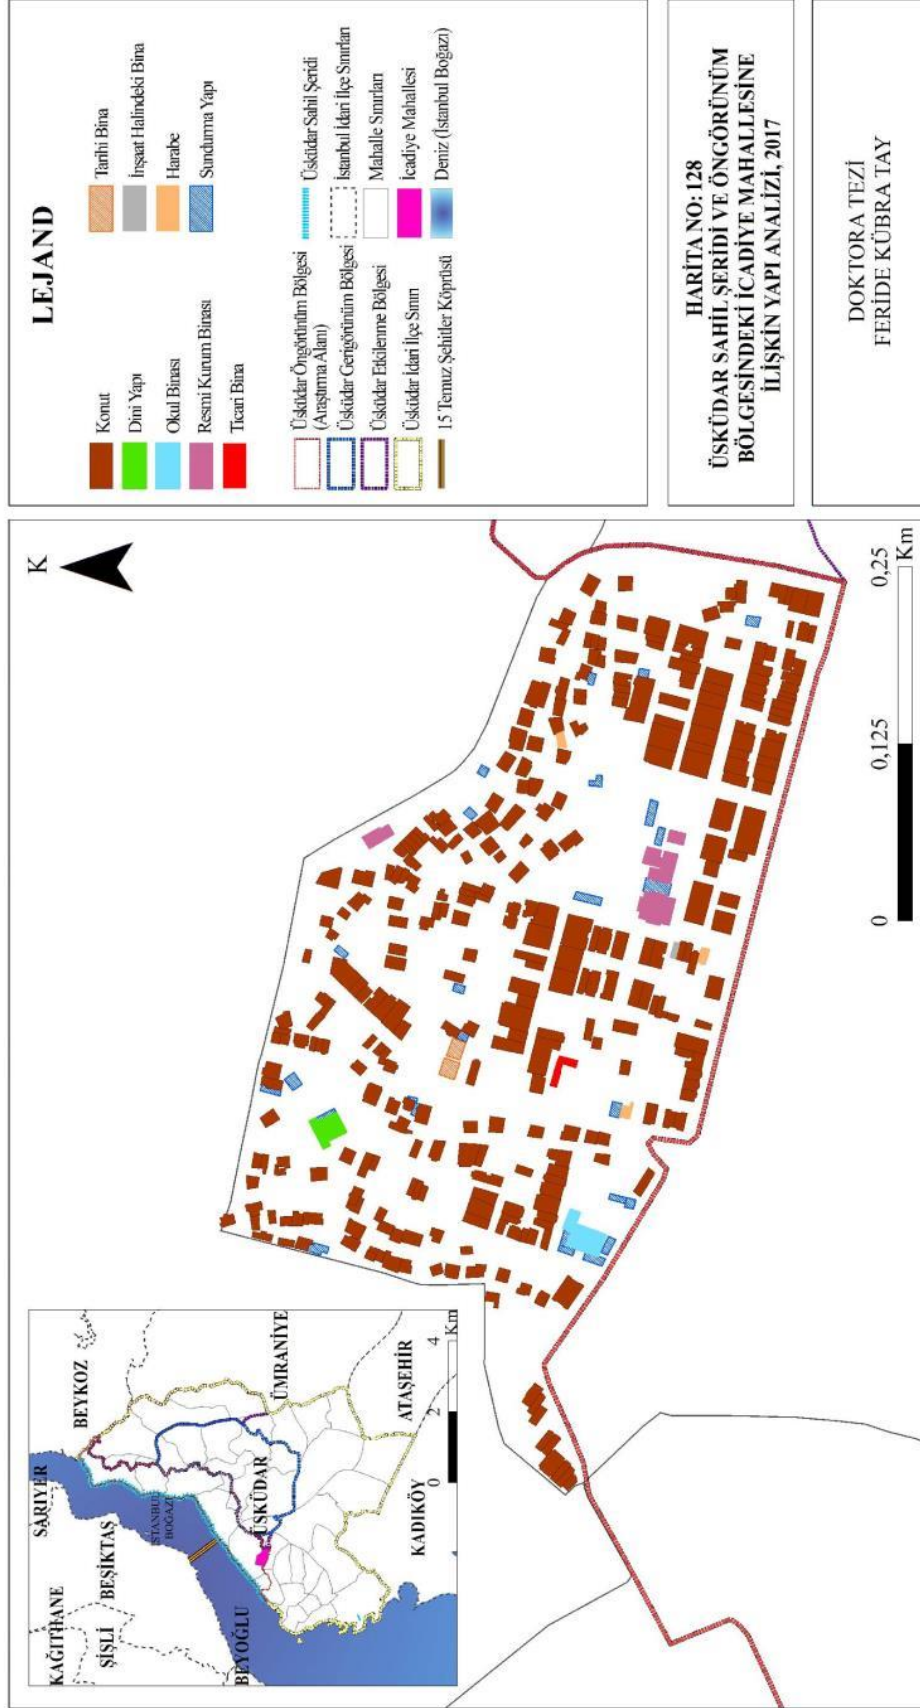 LEJAND
Konut
Dini Yapı
Okul Binası
Resmi Kurum Binası
Ticari Bina
Tarihi Bina
İnşaat Halindeki Bina
Harabe
Sundurma Yapı
Üsküdar Öngörünüm Bölgesi
(Araştırma Alanı)
Üsküdar Gerigörünüm Bölgesi
Üsküdar Etkilenme Bölgesi
Üsküdar İdari İlçe Sınırı
15 Temuz Şehitler Köprüsü
Üsküdar Sahil Şeridi
İstanbul İdari İlçe Sınırları
Mahalle Sınırları
İcadiye Mahallesi
Deniz (İstanbul Boğazı)
HARİTA NO: 128
ÜSKÜDAR SAHİL ŞERİDİ VE ÖNGÖRÜNÜM
BÖLGESİNDEKİ İCADİYE MAHALLESİNE
İLİŞKİN YAPI ANALİZİ, 2017
DOKTORA TEZİ
FERİDE KÜBRA TAY
K
0
0,125
0,25
Km
KAĞITHANE
SARIYER
ŞİŞLİ
BEŞİKTAŞ
BEYKOZ
İSTANBUL
BOĞAZI
BEYOĞLU
ÜSKÜDAR
ÜMRANİYE
KADIKÖY
ATAŞEHİR
0
2
4
Km